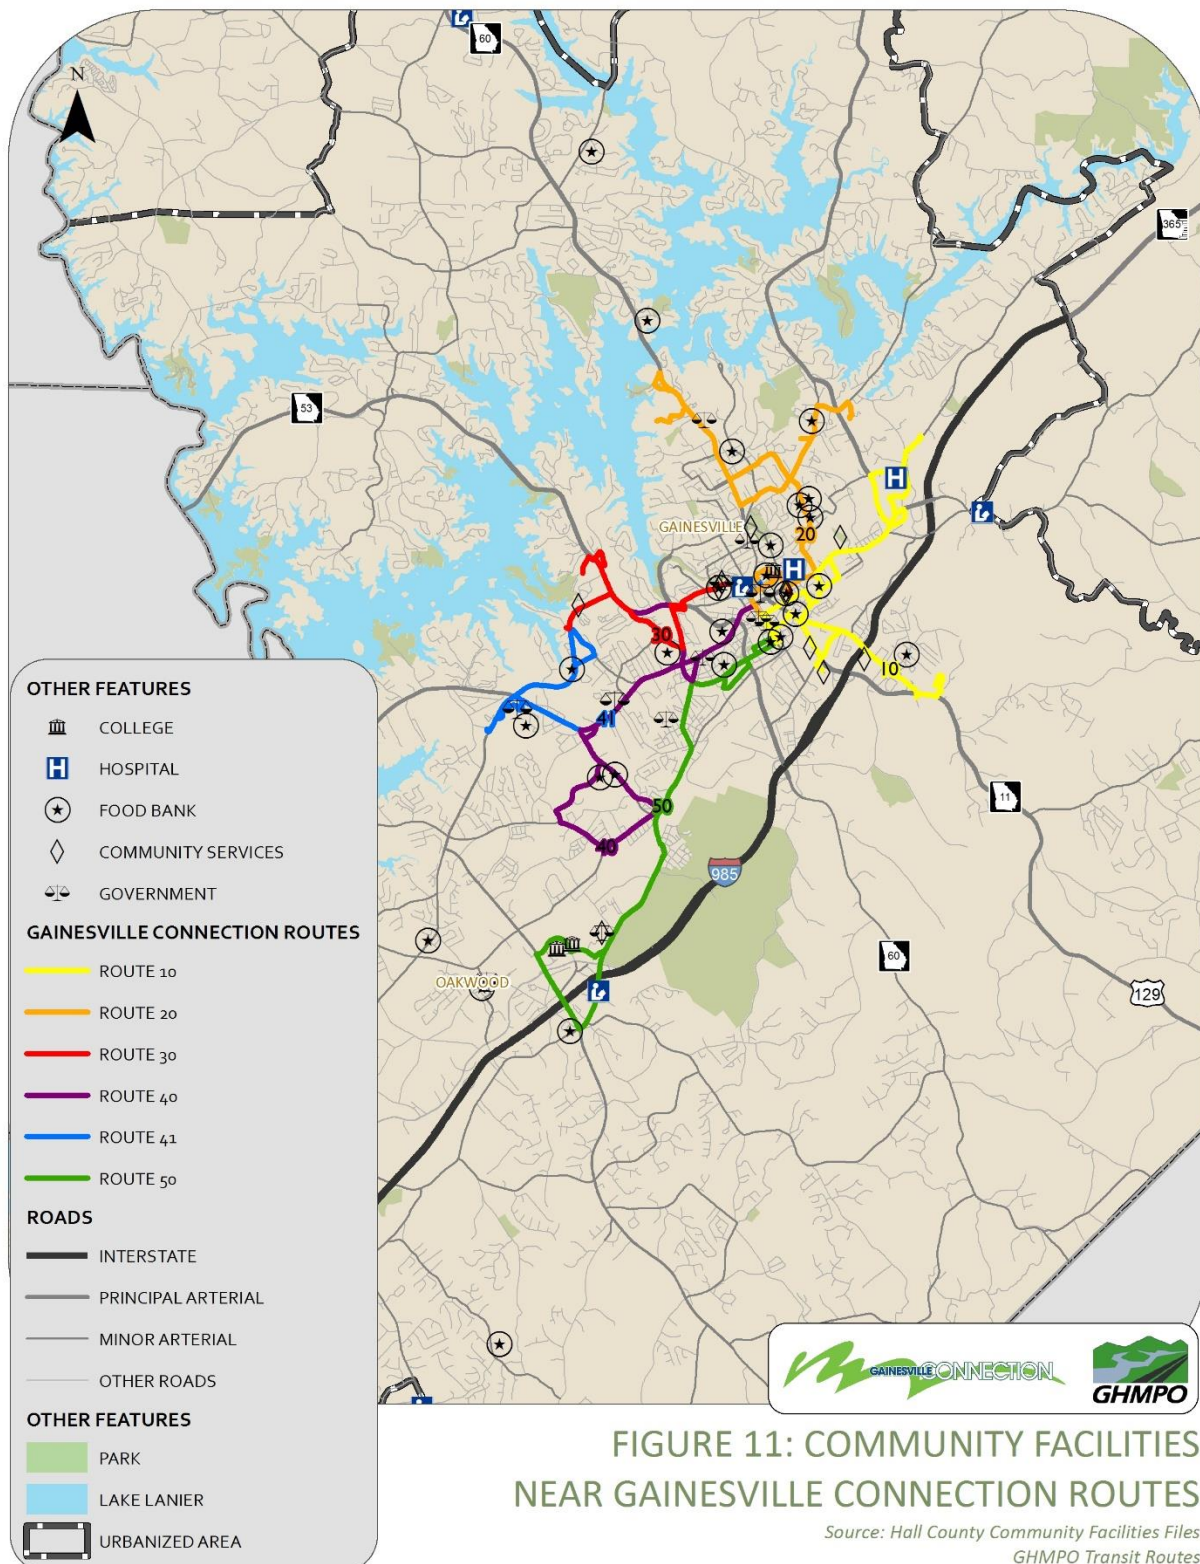 60
N
365
53
GAINESVILLE
20
30
10
41
11
50
40
985
60
OAKWOOD
129
OTHER FEATURES
COLLEGE
H HOSPITAL
FOOD BANK
COMMUNITY SERVICES
GOVERNMENT
GAINESVILLE CONNECTION ROUTES
ROUTE 10
ROUTE 20
ROUTE 30
ROUTE 40
ROUTE 41
ROUTE 50
ROADS
INTERSTATE
PRINCIPAL ARTERIAL
MINOR ARTERIAL
OTHER ROADS
OTHER FEATURES
PARK
LAKE LANIER
URBANIZED AREA
H
H
GAINESVILLE CONNECTION
GHMPO
FIGURE 11: COMMUNITY FACILITIES
NEAR GAINESVILLE CONNECTION ROUTES
Source: Hall County Community Facilities Files
GHMPO Transit Routes